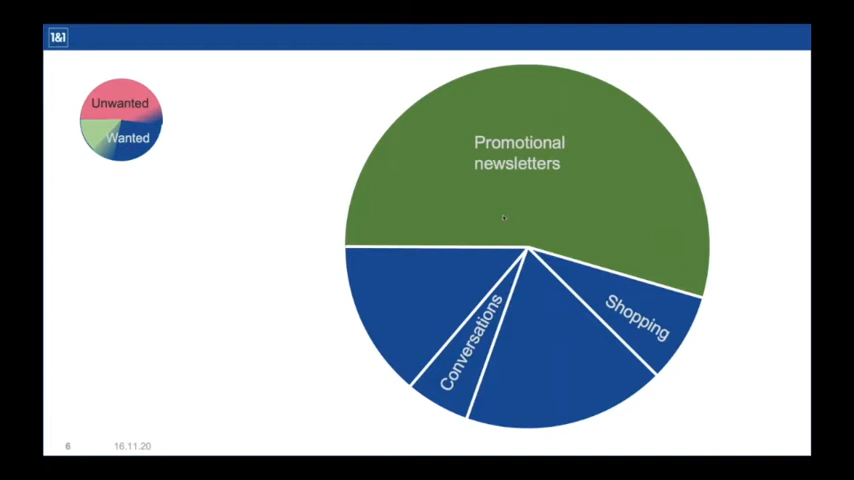 1&1
Unwanted
Wanted
Promotional
newsletters
Shopping
Conversations
6
16.11.20